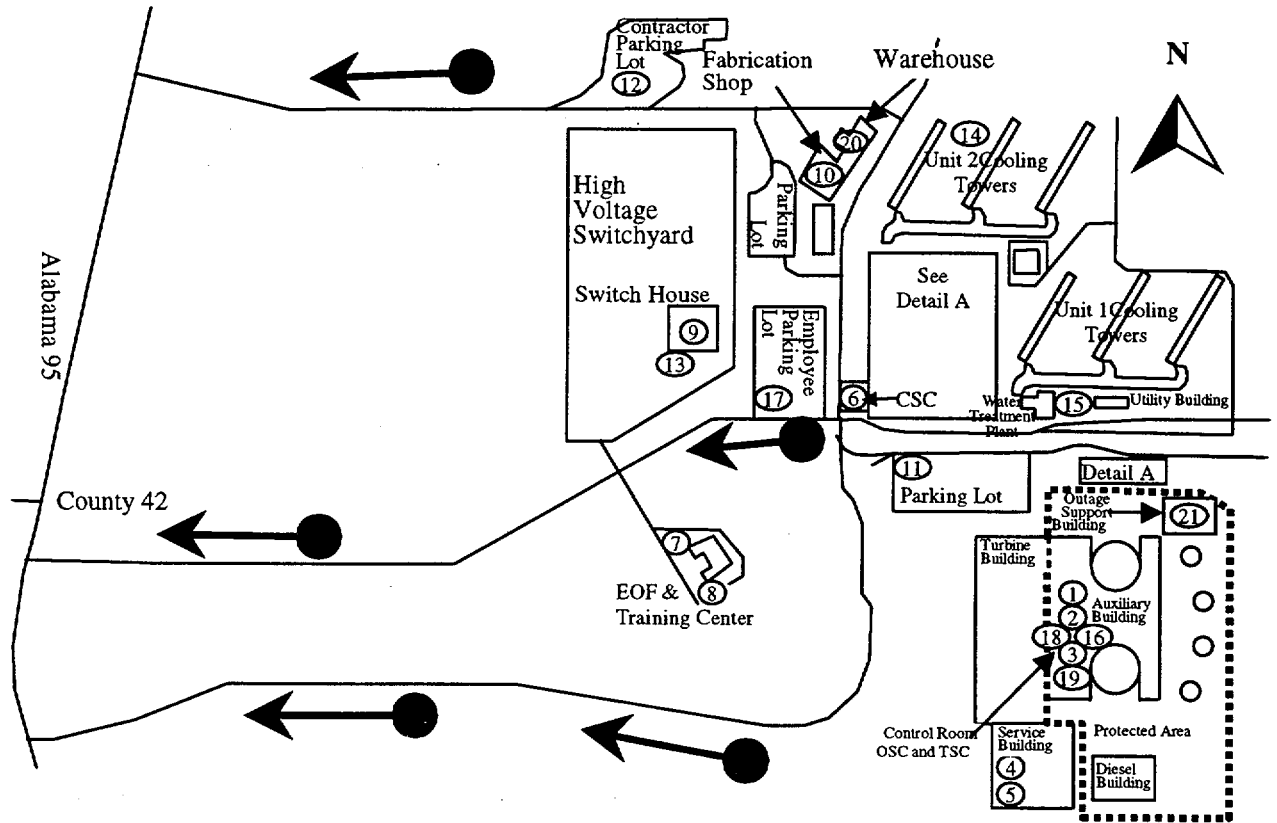 Contractor
Parking
Lot
12
Fabrication
Shop
Warehouse
N
20
10
14
Unit 2Cooling
Towers
High
Voltage
Switchyard
Parking
Lot
See
Detail A
Alabama 95
Switch House
9
13
Employee
Parking
Lot
17
Unit 1Cooling
Towers
6
CSC
Water
Treatment
Plant
15
Utility Building
11
Parking Lot
Detail A
County 42
Outage
Support
Building
21
7
8
EOF &
Training Center
Turbine
Building
1
2
Auxiliary
Building
18
16
3
19
Control Room
OSC and TSC
Service
Building
4
5
Protected Area
Diesel
Building